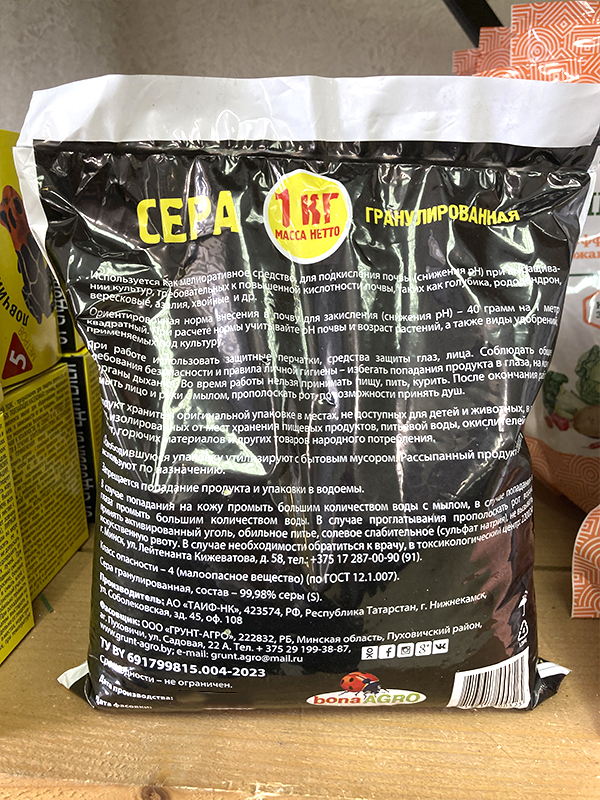 СЕРА
1 КГ
МАССА НЕТТО
ГРАНУЛИРОВАННАЯ
Используется как мелиоративное средство для подкисления почвы (снижения pH) при выращива-
нии культур, требовательных к повышенной кислотности почвы, таких как голубика, рододендрон,
вересковые, азалия, хвойные и др.
Ориентировочная норма внесения в почву для закисления (снижения pH) – 40 грамм на 1 метр
квадратный. При расчете нормы учитывайте pH почвы и возраст растений, а также виды удобрений,
применяемых под культуру.
При работе использовать защитные перчатки, средства защиты глаз, лица. Соблюдать общие
требования безопасности и правила личной гигиены – избегать попадания продукта в глаза, на
органы дыхания. Во время работы нельзя принимать пищу, пить, курить. После окончания
мыть лицо и руки с мылом, прополоскать рот, по возможности принять душ.
хранить в оригинальной упаковке в местах, не доступных для детей и животных, в
изолированных от мест хранения пищевых продуктов, питьевой воды, окислителей
горючих материалов и других товаров народного потребления.
упаковку утилизируют с бытовым мусором. Рассыпанный продукт
используют по назначению.
Запрещается попадание продукта и упаковки в водоемы.
В случае попадания на кожу промыть большим количеством воды с мылом, в случае попадания
глаза промыть большим количеством воды. В случае проглатывания прополоскать рот водой
принять активированный уголь, обильное питье, солевое слабительное (сульфат натрия),
искусственную рвоту. В случае необходимости обратиться к врачу, в токсикологический центр:
г. Минск, ул. Лейтенанта Кижеватова, д. 58, тел.: +375 17 287-00-90 (91).
Класс опасности – 4 (малоопасное вещество) (по ГОСТ 12.1.007).
Сера гранулированная, состав – 99,98% серы (S).
Производитель: АО «ТАИФ-НК», 423574, РФ, Республика Татарстан, г. Нижнекамск,
ул. Соболековская, зд. 45, оф. 108
Фасовщик: ООО «ГРУНТ-АГРО», 222832, РБ, Минская область, Пуховичский район,
аг. Пуховичи, ул. Садовая, 22 А. Тел. + 375 29 199-38-87,
www.grunt-agro.by; e-mail: grunt.agro@mail.ru
ТУ BY 691799815.004-2023
Срок годности – не ограничен.
Дата производства:
Дата фасовки:
bona AGRO
5